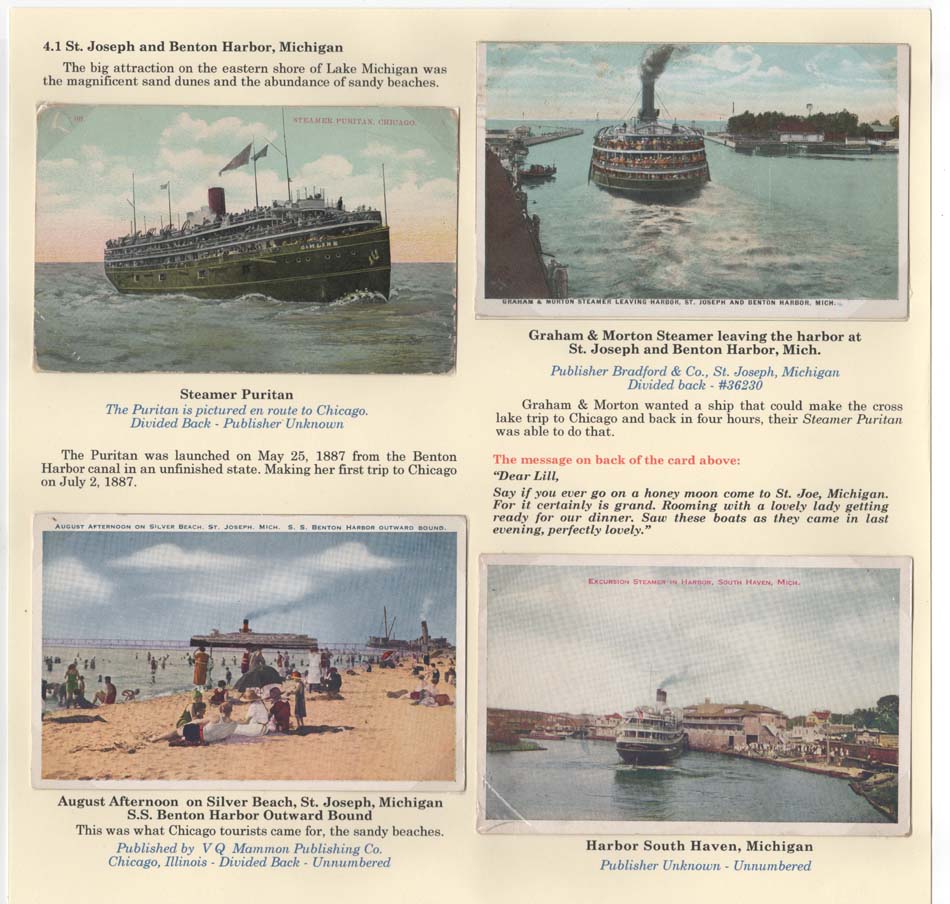 4.1 St. Joseph and Benton Harbor, Michigan
The big attraction on the eastern shore of Lake Michigan was
the magnificent sand dunes and the abundance of sandy beaches.
STEAMER PURITAN, CHICAGO.
Steamer Puritan
The Puritan is pictured en route to Chicago.
Divided Back - Publisher Unknown
The Puritan was launched on May 25, 1887 from the Benton
Harbor canal in an unfinished state. Making her first trip to Chicago
on July 2, 1887.
AUGUST AFTERNOON ON SILVER BEACH, ST. JOSEPH, MICH. S. S. BENTON HARBOR OUTWARD BOUND.
August Afternoon on Silver Beach, St. Joseph, Michigan
S.S. Benton Harbor Outward Bound
This was what Chicago tourists came for, the sandy beaches.
Published by V Q Mammon Publishing Co.
Chicago, Illinois - Divided Back - Unnumbered
GRAHAM & MORTON STEAMER LEAVING HARBOR, ST. JOSEPH AND BENTON HARBOR, MICH.
Graham & Morton Steamer leaving the harbor at
St. Joseph and Benton Harbor, Mich.
Publisher Bradford & Co., St. Joseph, Michigan
Divided back - #36230
Graham & Morton wanted a ship that could make the cross
lake trip to Chicago and back in four hours, their Steamer Puritan
was able to do that.
The message on back of the card above:
“Dear Lill,
Say if you ever go on a honey moon come to St. Joe, Michigan.
For it certainly is grand. Rooming with a lovely lady getting
ready for our dinner. Saw these boats as they came in last
evening, perfectly lovely.”
EXCURSION STEAMER IN HARBOR, SOUTH HAVEN, MICH.
Harbor South Haven, Michigan
Publisher Unknown - Unnumbered